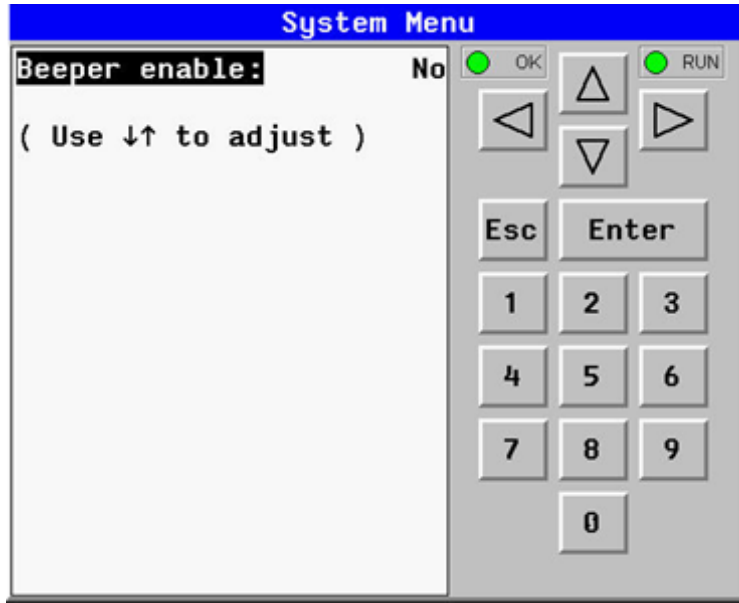 System Menu
Beeper enable: No
( Use ↓↑ to adjust )
OK
RUN
Esc Enter
1 2 3
4 5 6
7 8 9
0